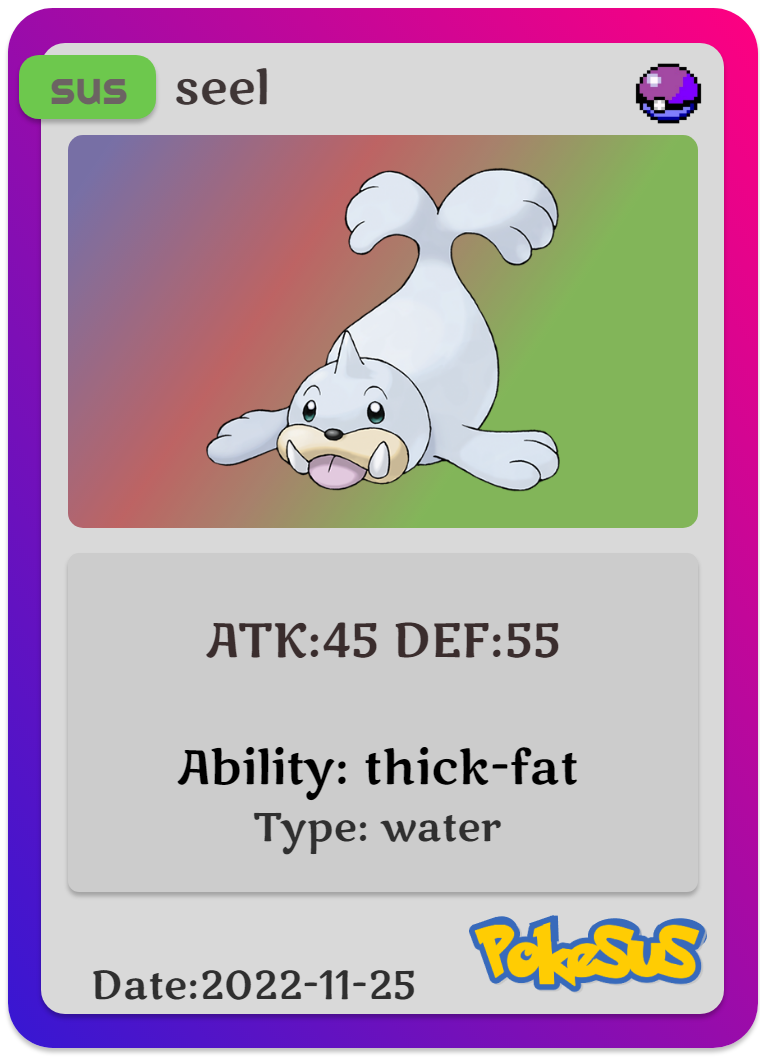 sus seel
ATK:45 DEF:55
Ability: thick-fat
Type: water
PokeSuS
Date:2022-11-25